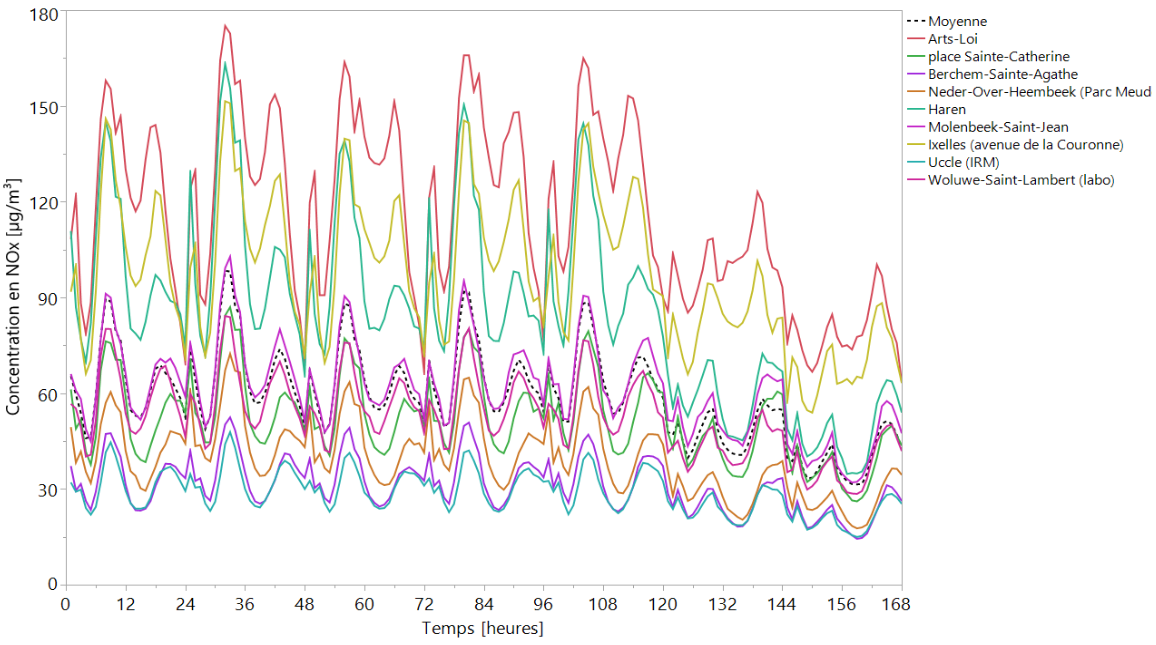 Concentration en NOx [µg/m³]
180
150
120
90
60
30
0
0 12 24 36 48 60 72 84 96 108 120 132 144 156 168
Temps [heures]
Moyenne
Arts-Loi
place Sainte-Catherine
Berchem-Sainte-Agathe
Neder-Over-Heembeek (Parc Meud
Haren
Molenbeek-Saint-Jean
Ixelles (avenue de la Couronne)
Uccle (IRM)
Woluwe-Saint-Lambert (labo)